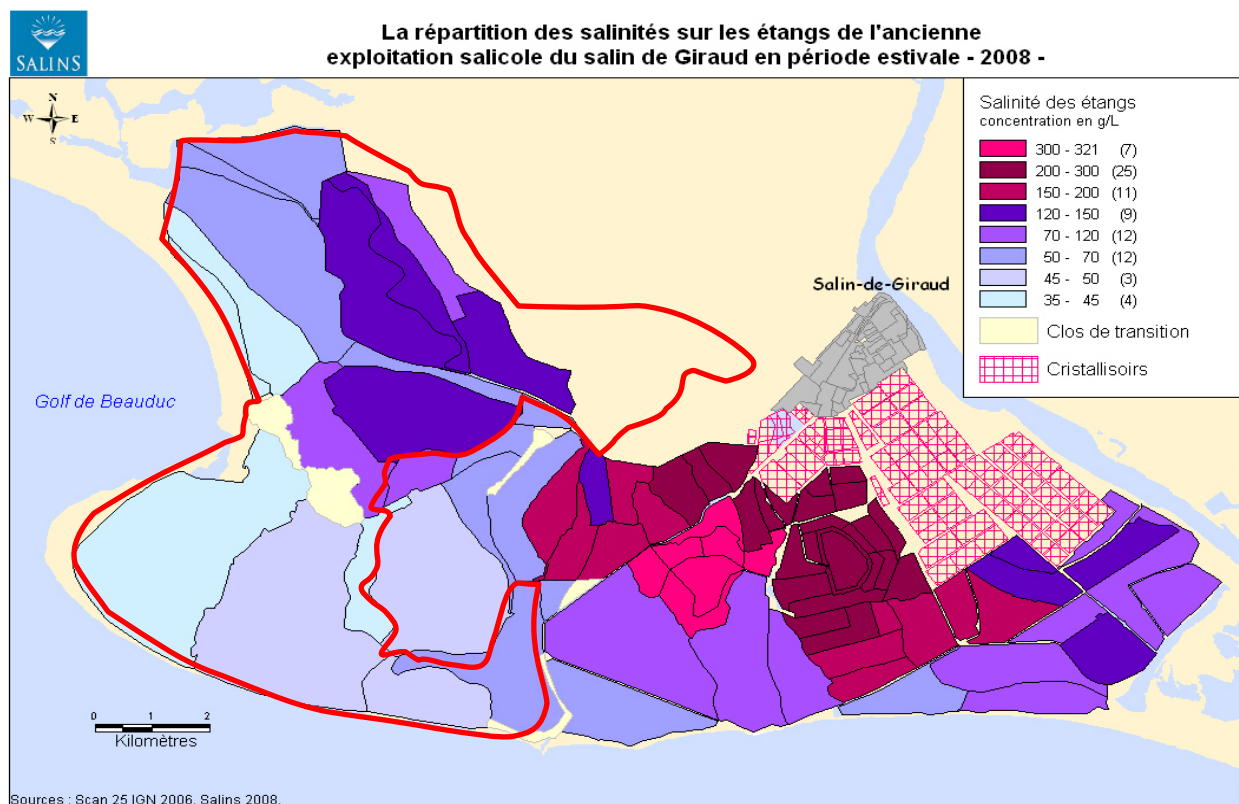 SALINS
La répartition des salinités sur les étangs de l'ancienne
exploitation salicole du salin de Giraud en période estivale - 2008 -
N
W E
S
Salinité des étangs
concentration en g/L
300 - 321 (7)
200 - 300 (25)
150 - 200 (11)
120 - 150 (9)
70 - 120 (12)
50 - 70 (12)
45 - 50 (3)
35 - 45 (4)
Clos de transition
Cristallisoirs
Salin-de-Giraud
Golf de Beauduc
0 1 2
Kilomètres
Sources : Scan 25 IGN 2006, Salins 2008.